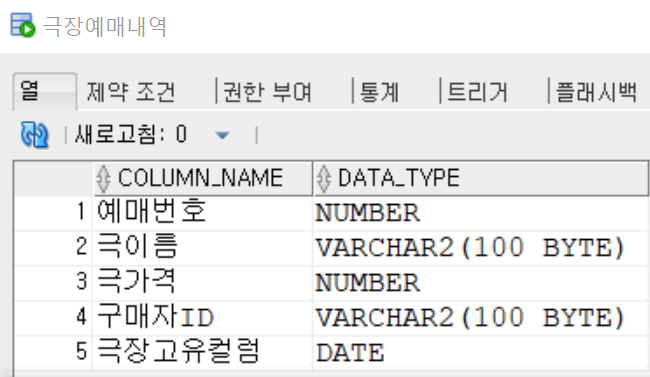 극장예매내역
열 제약 조건 권한 부여 통계 트리거 플래시백
새로고침: 0
COLUMN_NAME DATA_TYPE
1 예매번호 NUMBER
2 극이름 VARCHAR2(100 BYTE)
3 극가격 NUMBER
4 구매자ID VARCHAR2(100 BYTE)
5 극장고유컬럼 DATE